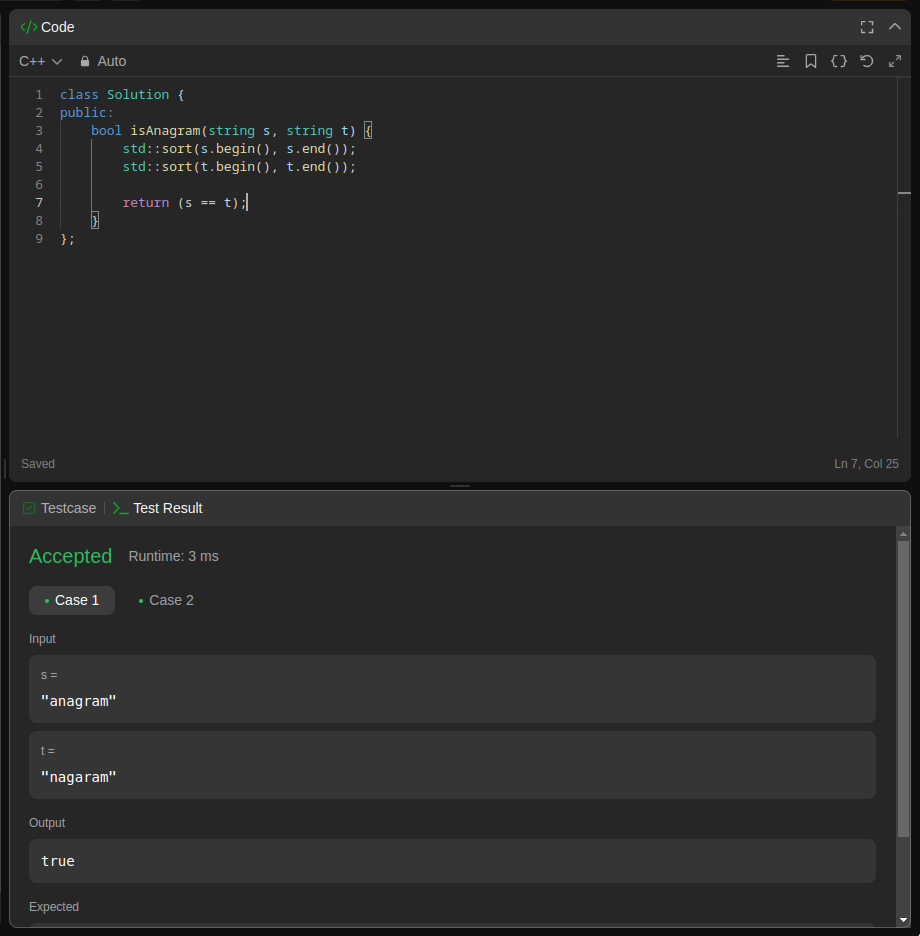 </> Code
C++ Auto
1 class Solution {
2 public:
3     bool isAnagram(string s, string t) {
4         std::sort(s.begin(), s.end());
5         std::sort(t.begin(), t.end());
6
7         return (s == t);
8     }
9 };
Saved Ln 7, Col 25
Testcase | >_ Test Result
Accepted Runtime: 3 ms
• Case 1 • Case 2
Input
s =
"anagram"
t =
"nagaram"
Output
true
Expected